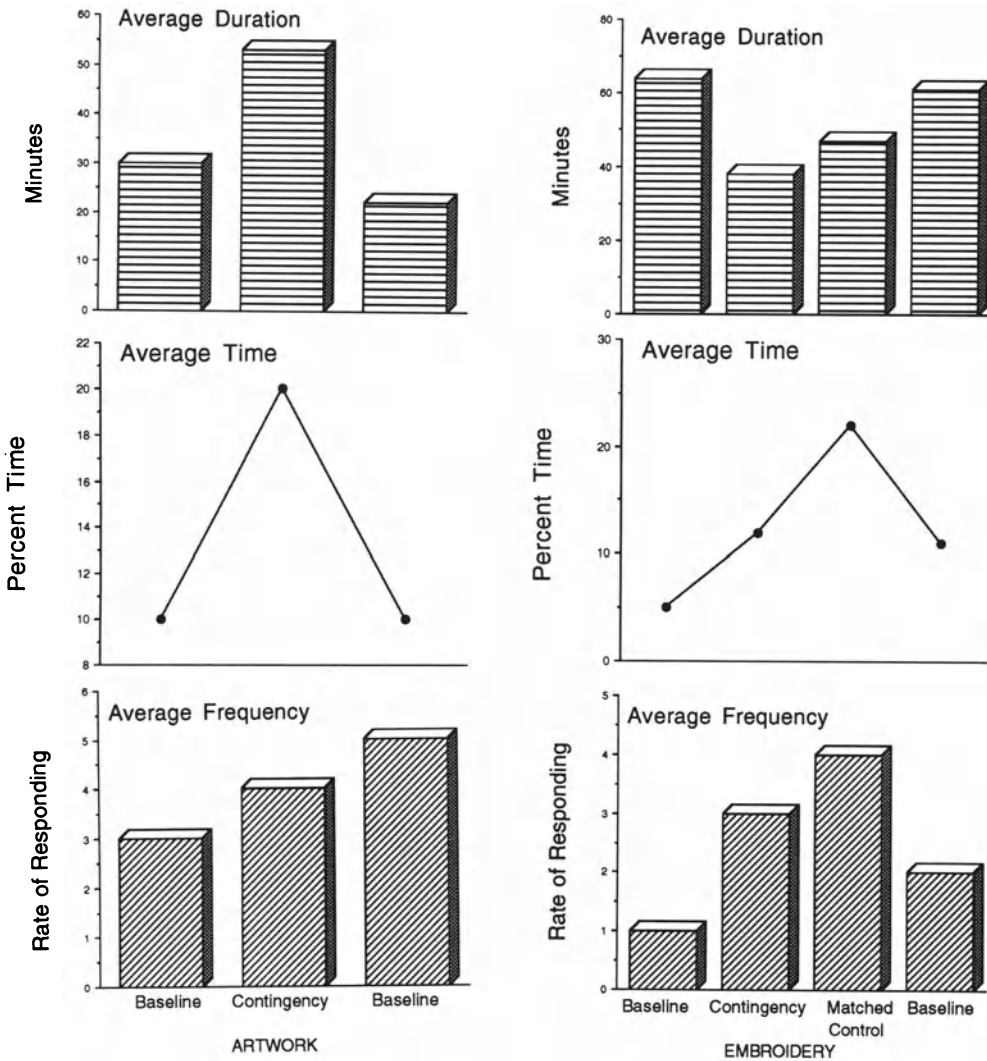 Average Duration
Minutes
60
50
40
30
20
10
0
Average Duration
Minutes
80
60
40
20
0
Average Time
Percent Time
22
20
18
16
14
12
10
8
Average Time
Percent Time
30
20
10
0
Average Frequency
Rate of Responding
6
5
4
3
2
1
0
Baseline Contingency Baseline
ARTWORK
Average Frequency
Rate of Responding
5
4
3
2
1
0
Baseline Contingency Matched Baseline
Control
EMBROIDERY